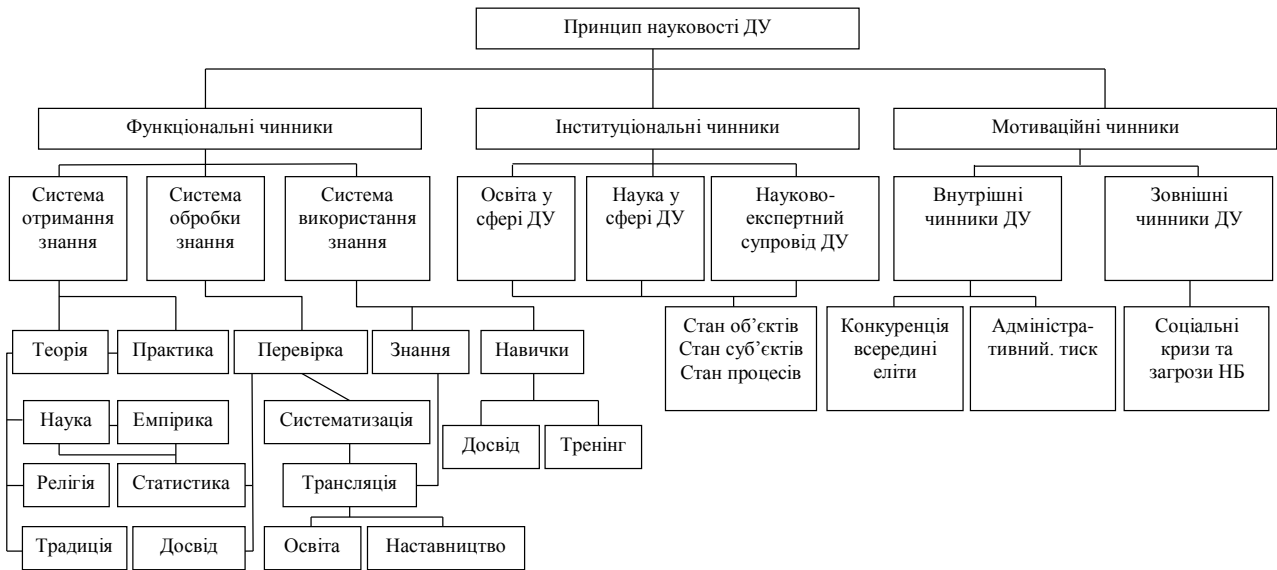 Принцип науковості ДУ
Функціональні чинники
Інституціональні чинники
Мотиваційні чинники
Система
отримання
знання
Система
обробки
знання
Система
використання
знання
Освіта у
сфері ДУ
Наука у
сфері ДУ
Науково-
експертний
супровід ДУ
Внутрішні
чинники ДУ
Зовнішні
чинники ДУ
Теорія
Практика
Перевірка
Знання
Навички
Стан об’єктів
Стан суб’єктів
Стан процесів
Конкуренція
всередині
еліти
Адміністра-
тивний. тиск
Соціальні
кризи та
загрози НБ
Наука
Емпірика
Систематизація
Досвід
Тренінг
Релігія
Статистика
Трансляція
Традиція
Досвід
Освіта
Наставництво